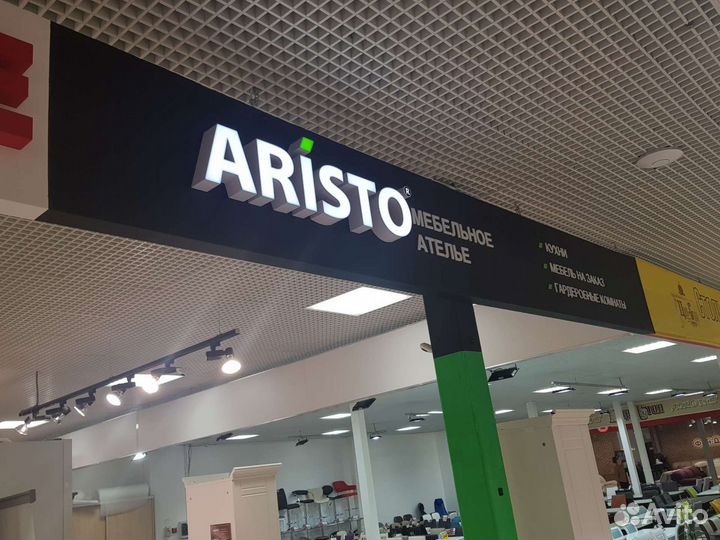 ARiSTO®
МЕБЕЛЬНОЕ
АТЕЛЬЕ
КУХНИ
МЕБЕЛЬ НА ЗАКАЗ
ГАРДЕРОБНЫЕ КОМНАТЫ
Avito